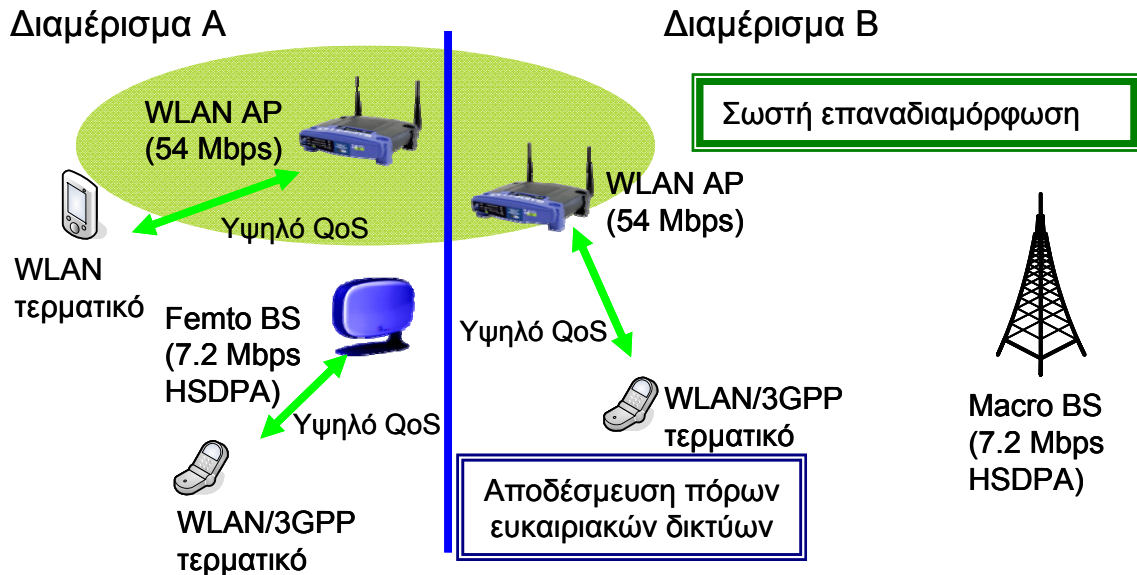 Διαμέρισμα Α
Διαμέρισμα Β
WLAN AP
(54 Mbps)
Σωστή επαναδιαμόρφωση
WLAN AP
(54 Mbps)
Υψηλό QoS
WLAN
τερματικό
Femto BS
(7.2 Mbps
HSDPA)
Υψηλό QoS
Υψηλό QoS
WLAN/3GPP
τερματικό
Macro BS
(7.2 Mbps
HSDPA)
Αποδέσμευση πόρων
ευκαιριακών δικτύων
WLAN/3GPP
τερματικό